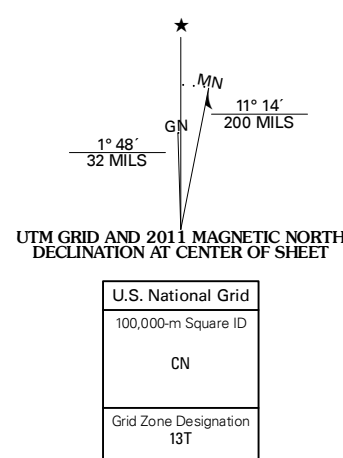 ★
MN
GN
11° 14´
200 MILS
1° 48´
32 MILS
UTM GRID AND 2011 MAGNETIC NORTH
DECLINATION AT CENTER OF SHEET
U.S. National Grid
100,000-m Square ID
CN
Grid Zone Designation
13T